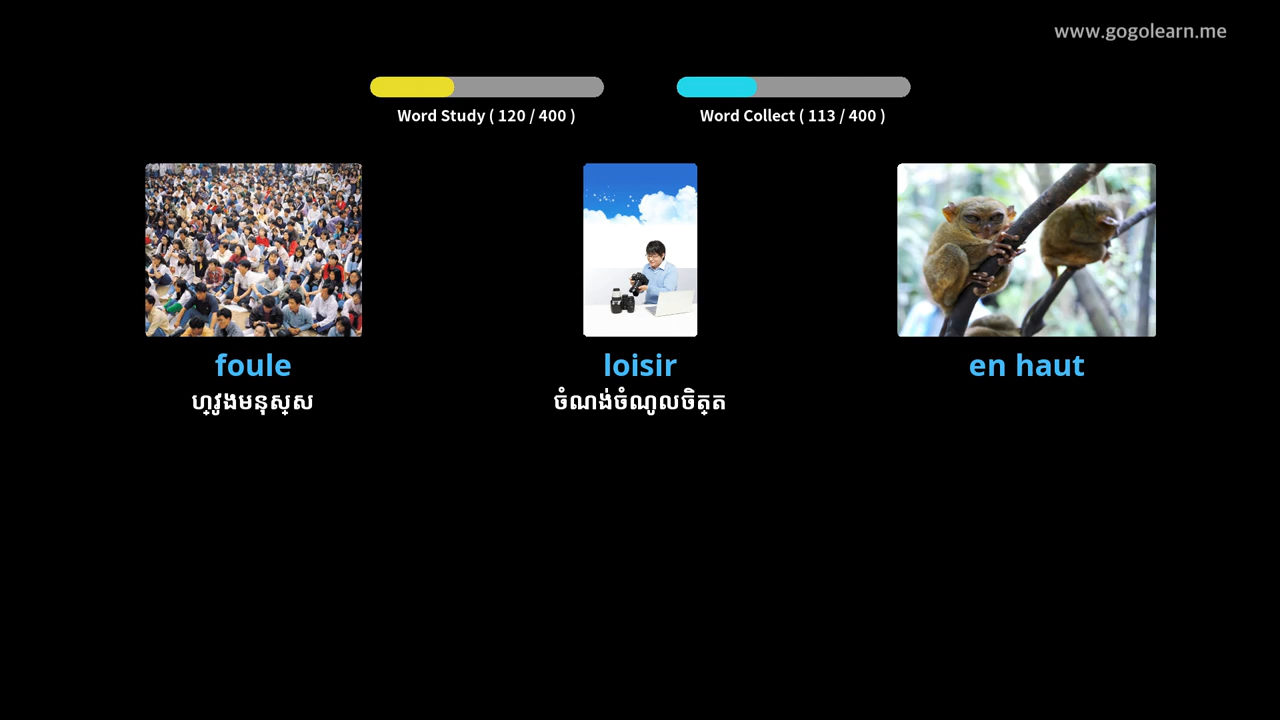 www.gogolearn.me
Word Study ( 120 / 400 )
Word Collect ( 113 / 400 )
foule
loisir
en haut
ហ្វូងមនុស្ស
ចំណង់ចំណូលចិត្ត